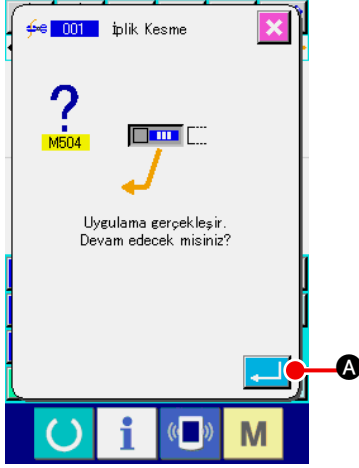 001 İplik Kesme
?
M504
Uygulama gerçekleşir.
Devam edecek misiniz?
A
i
M